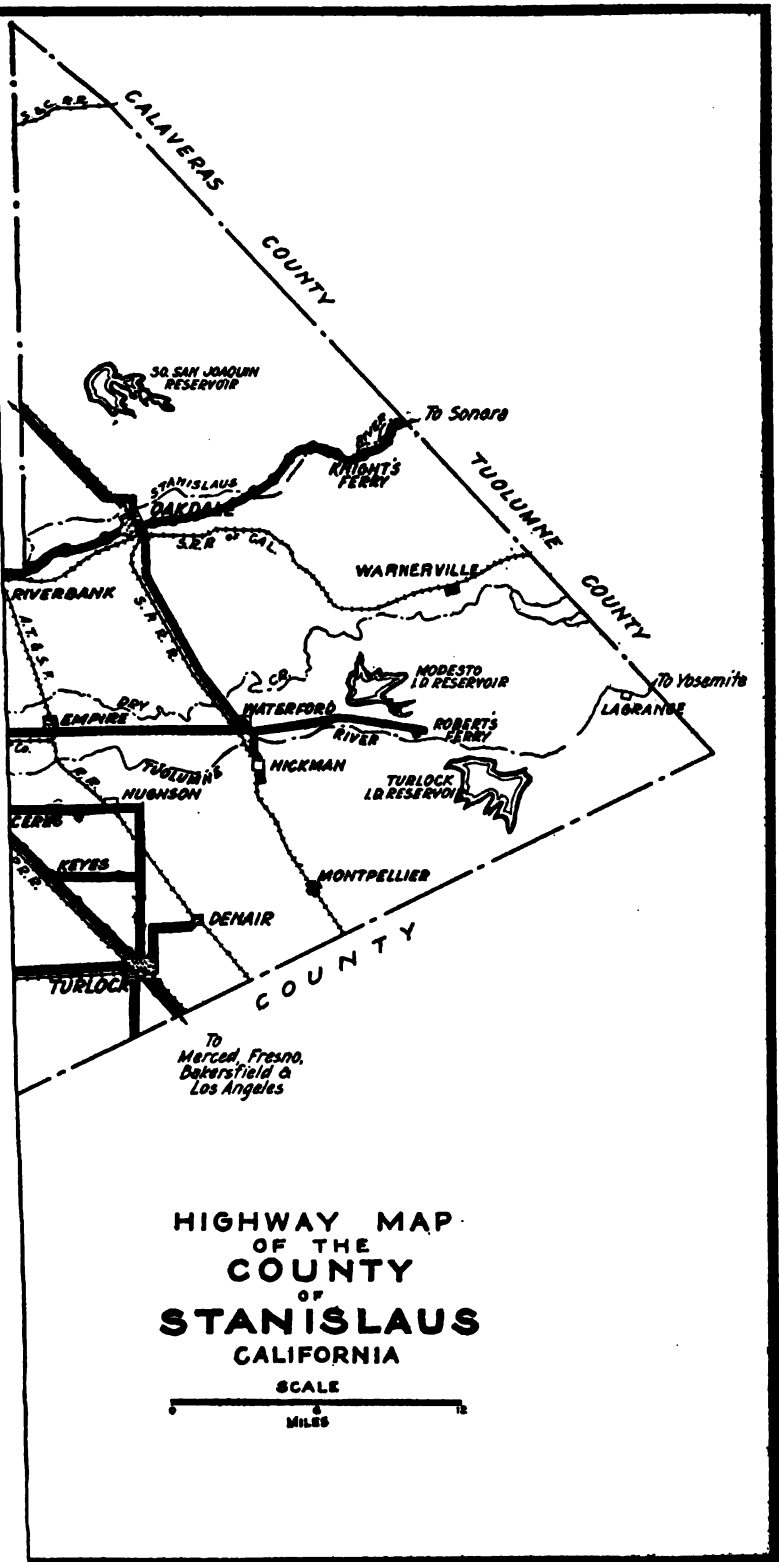 S. & C. R.R.
CALAVERAS
COUNTY
SO. SAN JOAQUIN
RESERVOIR
To Sonora
RIVER
KNIGHT'S
FERRY
STANISLAUS
OAKDALE
TUOLUMNE
COUNTY
S.R.R of CAL.
WARNERVILLE
RIVERBANK
A.T.& S.F.
S. P. R. R.
CR.
MODESTO
I.D RESERVOIR
To Yosemite
LAGRANGE
DRY
WATERFORD
EMPIRE
RIVER
ROBERTS
FERRY
Co.
TUOLUMNE
HICKMAN
R.R.
TURLOCK
I.D. RESERVOIR
HUGHSON
CERES
KEYES
P.R.R.
MONTPELLIER
DENAIR
TURLOCK
COUNTY
To
Merced, Fresno,
Bakersfield &
Los Angeles
HIGHWAY MAP
OF THE
COUNTY
OF
STANISLAUS
CALIFORNIA
SCALE
0 6 12
MILES